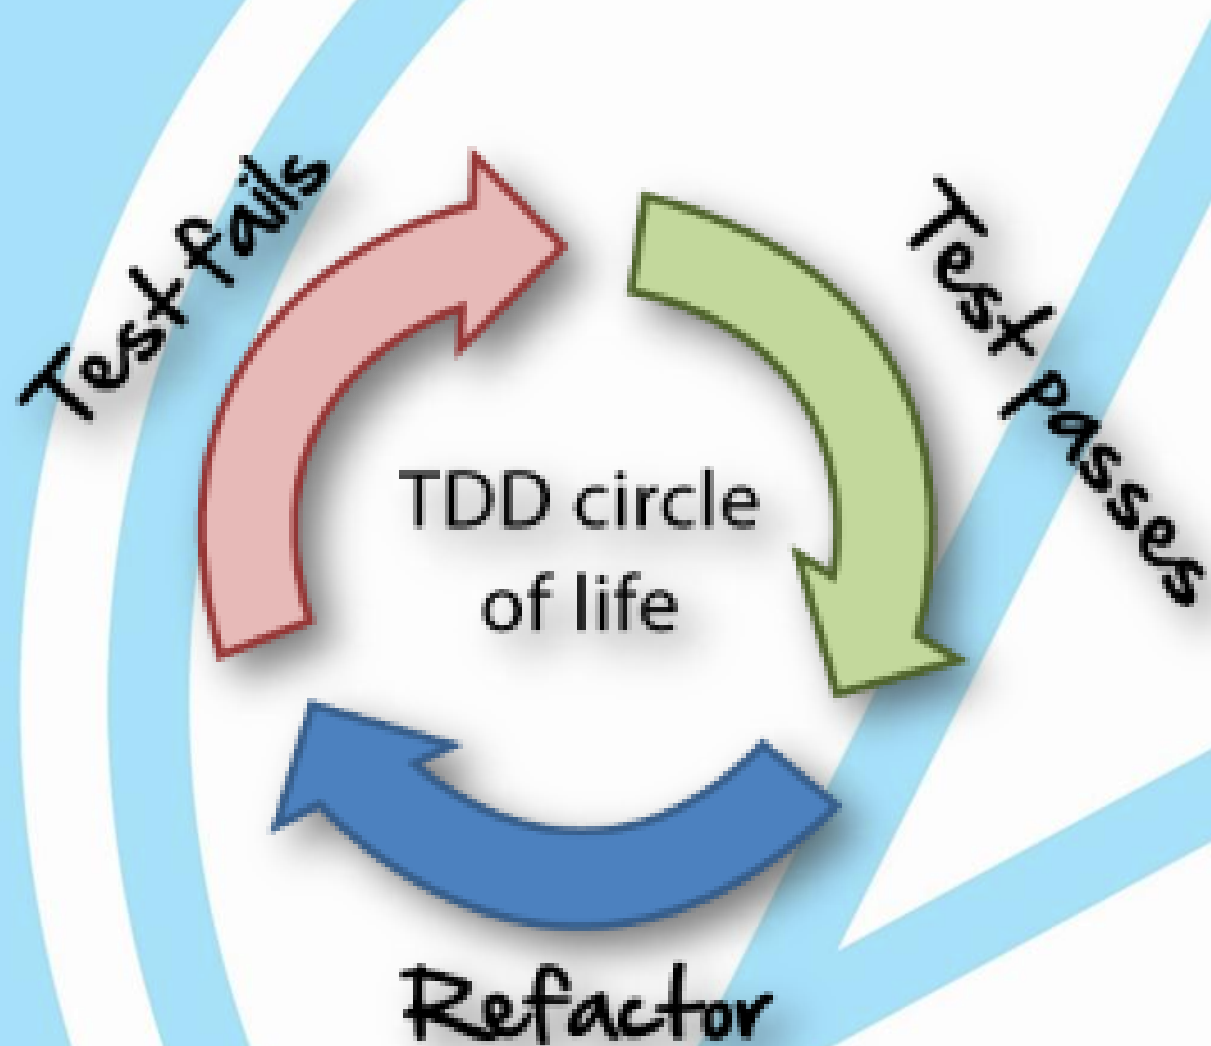 Test fails
Test passes
TDD circle
of life
Refactor